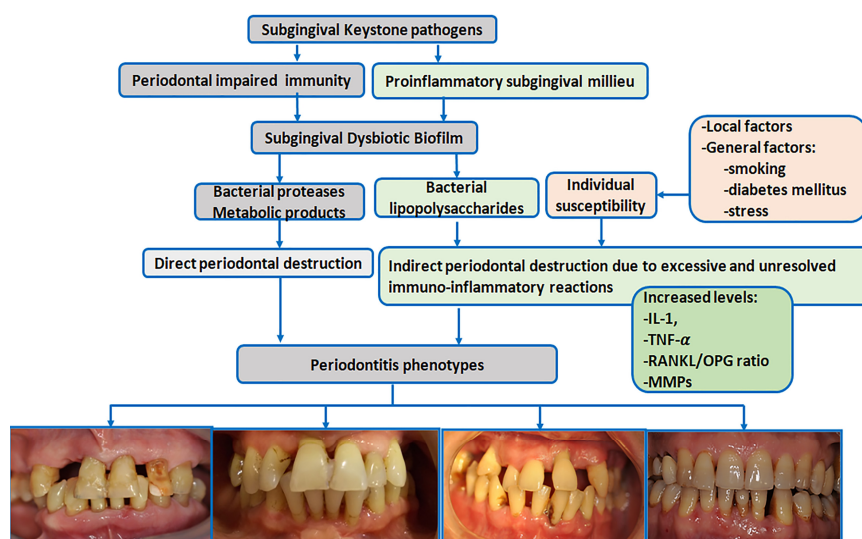 Subgingival Keystone pathogens
Periodontal impaired immunity
Proinflammatory subgingival millieu
Subgingival Dysbiotic Biofilm
-Local factors
-General factors:
-smoking
-diabetes mellitus
-stress
Bacterial proteases
Metabolic products
Bacterial
lipopolysaccharides
Individual
susceptibility
Direct periodontal destruction
Indirect periodontal destruction due to excessive and unresolved
immuno-inflammatory reactions
Increased levels:
-IL-1,
-TNF-α
-RANKL/OPG ratio
-MMPs
Periodontitis phenotypes